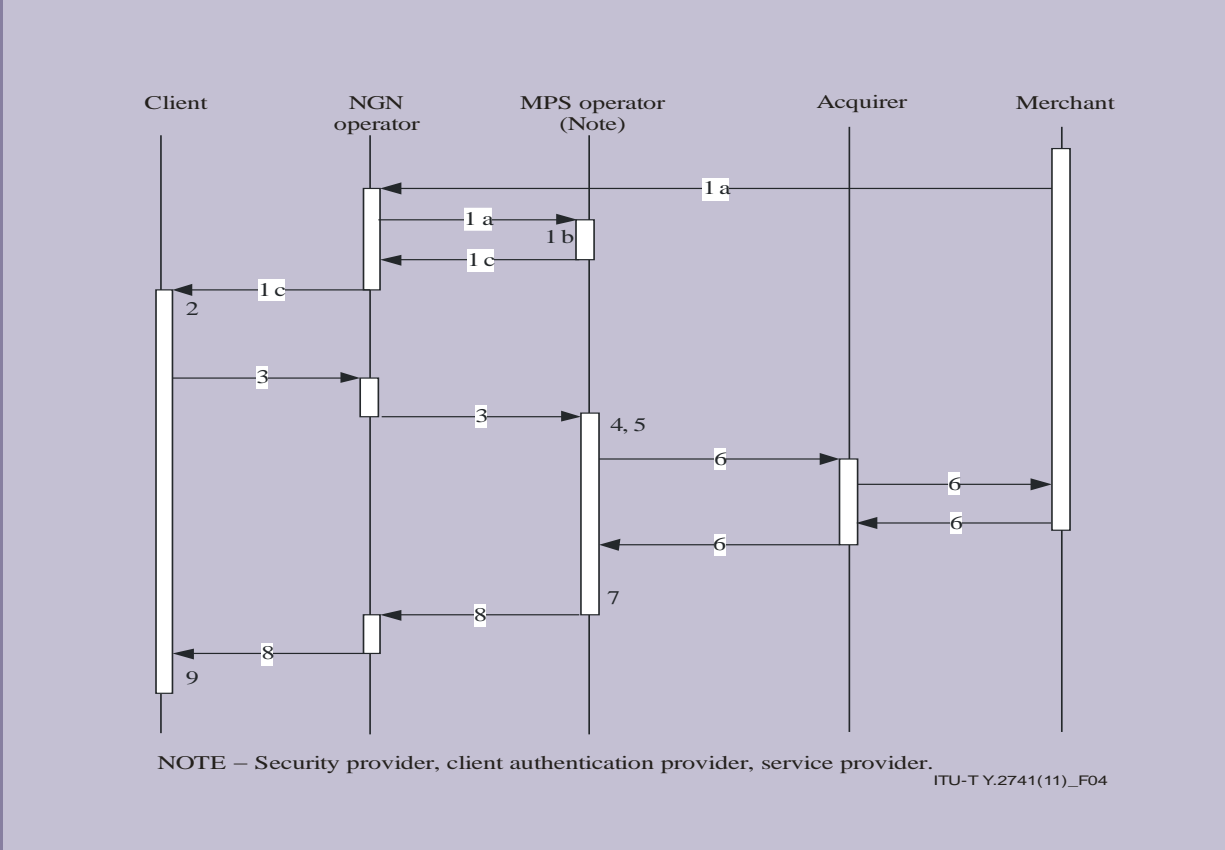 Client
NGN
operator
MPS operator
(Note)
Acquirer
Merchant
1 a
1 a
1 b
1 c
1 c
2
3
3
4, 5
6
6
6
6
7
8
8
9
NOTE – Security provider, client authentication provider, service provider.
ITU-T Y.2741(11)_F04